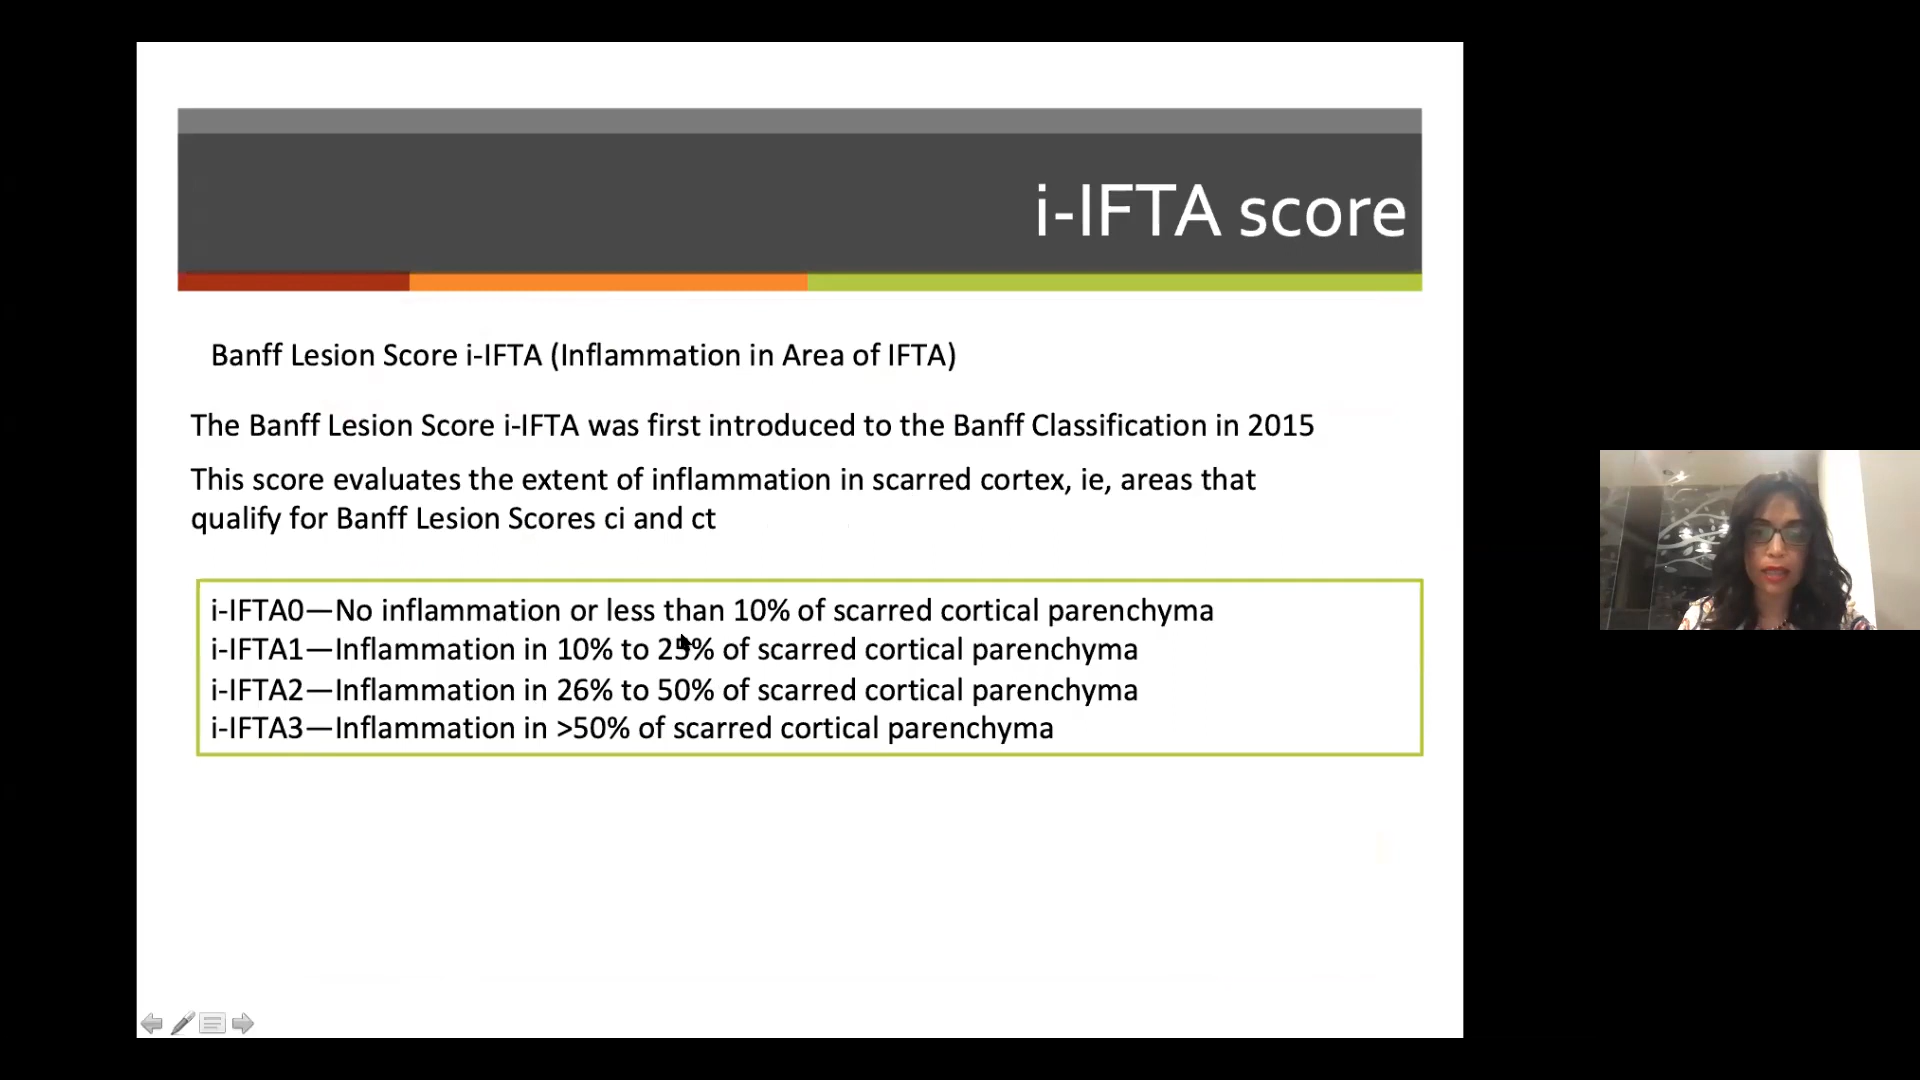 i-IFTA score
Banff Lesion Score i-IFTA (Inflammation in Area of IFTA)
The Banff Lesion Score i-IFTA was first introduced to the Banff Classification in 2015
This score evaluates the extent of inflammation in scarred cortex, ie, areas that
qualify for Banff Lesion Scores ci and ct
i-IFTA0—No inflammation or less than 10% of scarred cortical parenchyma
i-IFTA1—Inflammation in 10% to 25% of scarred cortical parenchyma
i-IFTA2—Inflammation in 26% to 50% of scarred cortical parenchyma
i-IFTA3—Inflammation in >50% of scarred cortical parenchyma